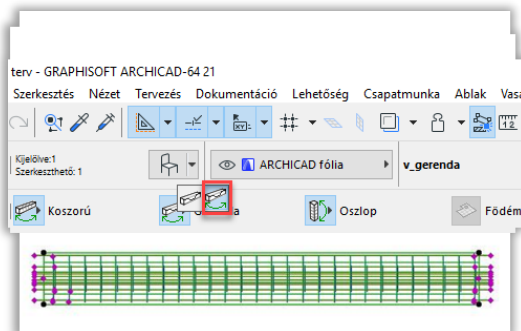 terv - GRAPHISOFT ARCHICAD-64 21
Szerkesztés Nézet Tervezés Dokumentáció Lehetőség Csapatmunka Ablak Vasa
Kijelölve:1
Szerkeszthető: 1
ARCHICAD fólia
v_gerenda
Koszorú
a
Oszlop
Födém